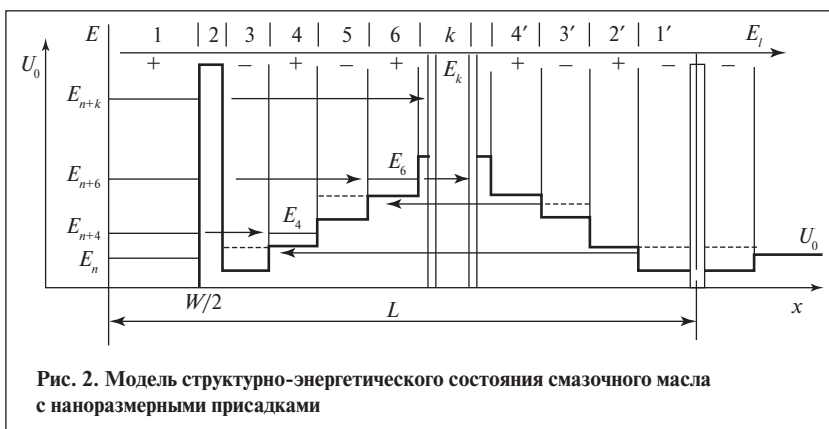 E 1 | 2 | 3 | 4 | 5 | 6 | k | 4′ | 3′ | 2′ | 1′ E_l
U_0 + − + − + E_k + − + − −
E_{n+k}
E_{n+6} E_6
E_{n+4} E_4 U_0
E_n
W/2 x
L
Рис. 2. Модель структурно-энергетического состояния смазочного масла
с наноразмерными присадками